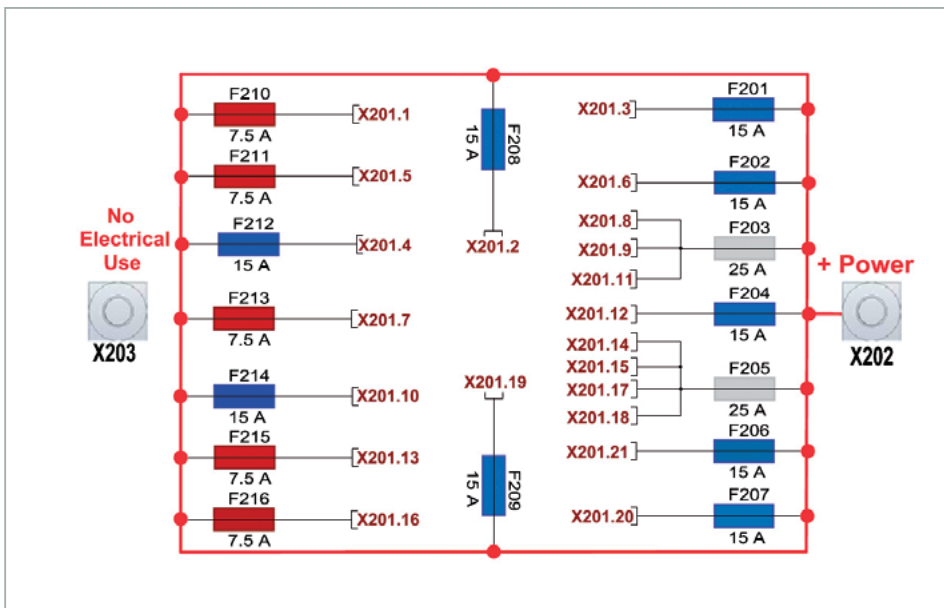 F210
7.5 A
X201.1
F211
7.5 A
X201.5
F212
15 A
X201.4
F213
7.5 A
X201.7
F214
15 A
X201.10
F215
7.5 A
X201.13
F216
7.5 A
X201.16
No
Electrical
Use
X203
F208
15 A
X201.2
X201.19
F209
15 A
X201.3
F201
15 A
X201.6
F202
15 A
X201.8
X201.9
X201.11
F203
25 A
X201.12
F204
15 A
X201.14
X201.15
X201.17
X201.18
F205
25 A
X201.21
F206
15 A
X201.20
F207
15 A
+ Power
X202